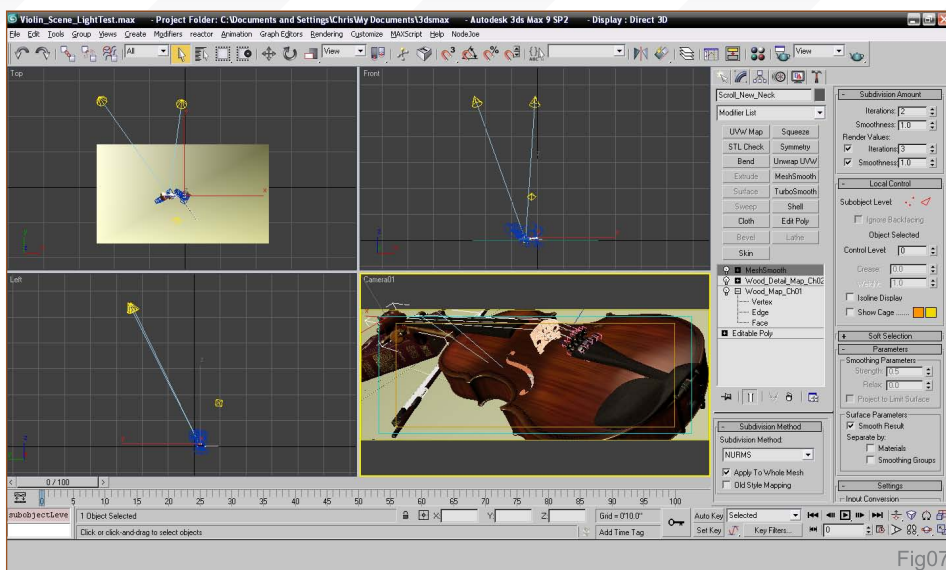 Violin_Scene_LightTest.max - Project Folder: C:\Documents and Settings\Chris\My Documents\3dsmax - Autodesk 3ds Max 9 SP2 - Display : Direct 3D
File Edit Tools Group Views Create Modifiers reactor Animation Graph Editors Rendering Customize MAXScript Help NodeJoe
All View View
Top
Front
Left
Camera01
Scroll_New_Neck
Modifier List
UVW Map Squeeze
STL Check Symmetry
Bend Unwrap UVW
Extrude MeshSmooth
Surface TurboSmooth
Sweep Shell
Cloth Edit Poly
Bevel Lathe
Skin
MeshSmooth
Wood_Detail_Map_Ch02
Wood_Map_Ch01
Vertex
Edge
Face
Editable Poly
- Subdivision Method
Subdivision Method:
NURMS
Apply To Whole Mesh
Old Style Mapping
- Subdivision Amount
Iterations: 2
Smoothness: 1.0
Render Values:
Iterations: 3
Smoothness: 1.0
- Local Control
Subobject Level:
Ignore Backfacing
Object Selected
Control Level: 0
Crease: 0.0
Weight: 1.0
Isoline Display
Show Cage ......
+ Soft Selection
- Parameters
Smoothing Parameters
Strength: 0.5
Relax: 0.0
Project to Limit Surface
Surface Parameters
Smooth Result
Separate by:
Materials
Smoothing Groups
- Settings
Input Conversion
< 0 / 100 >
0 5 10 15 20 25 30 35 40 45 50 55 60 65 70 75 80 85 90 95 100
subobjectLeve 1 Object Selected X: Y: Z: Grid = 0'10.0" Auto Key Selected
Click or click-and-drag to select objects Add Time Tag Set Key Key Filters... 0
Fig07